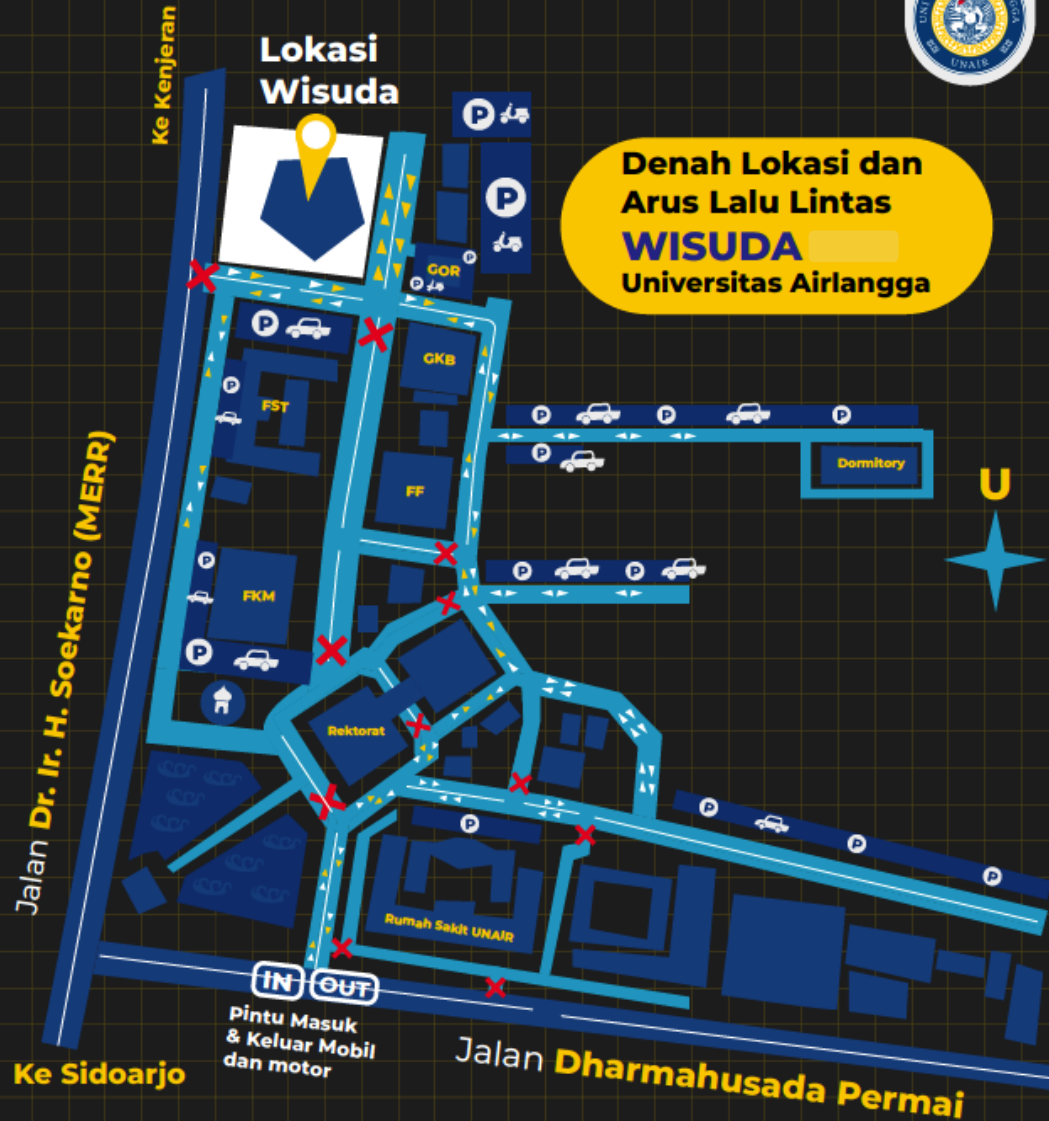 UNAIR
Ke Kenjeran
Lokasi
Wisuda
P
P
Denah Lokasi dan
Arus Lalu Lintas
WISUDA
Universitas Airlangga
GOR
P
P
P
GKB
P
FST
P
P
P
P
Dormitory
FF
U
P
P
P
FKM
P
Jalan Dr. Ir. H. Soekarno (MERR)
Rektorat
P
P
P
P
Rumah Sakit UNAIR
IN OUT
Pintu Masuk
& Keluar Mobil
dan motor
Jalan Dharmahusada Permai
Ke Sidoarjo